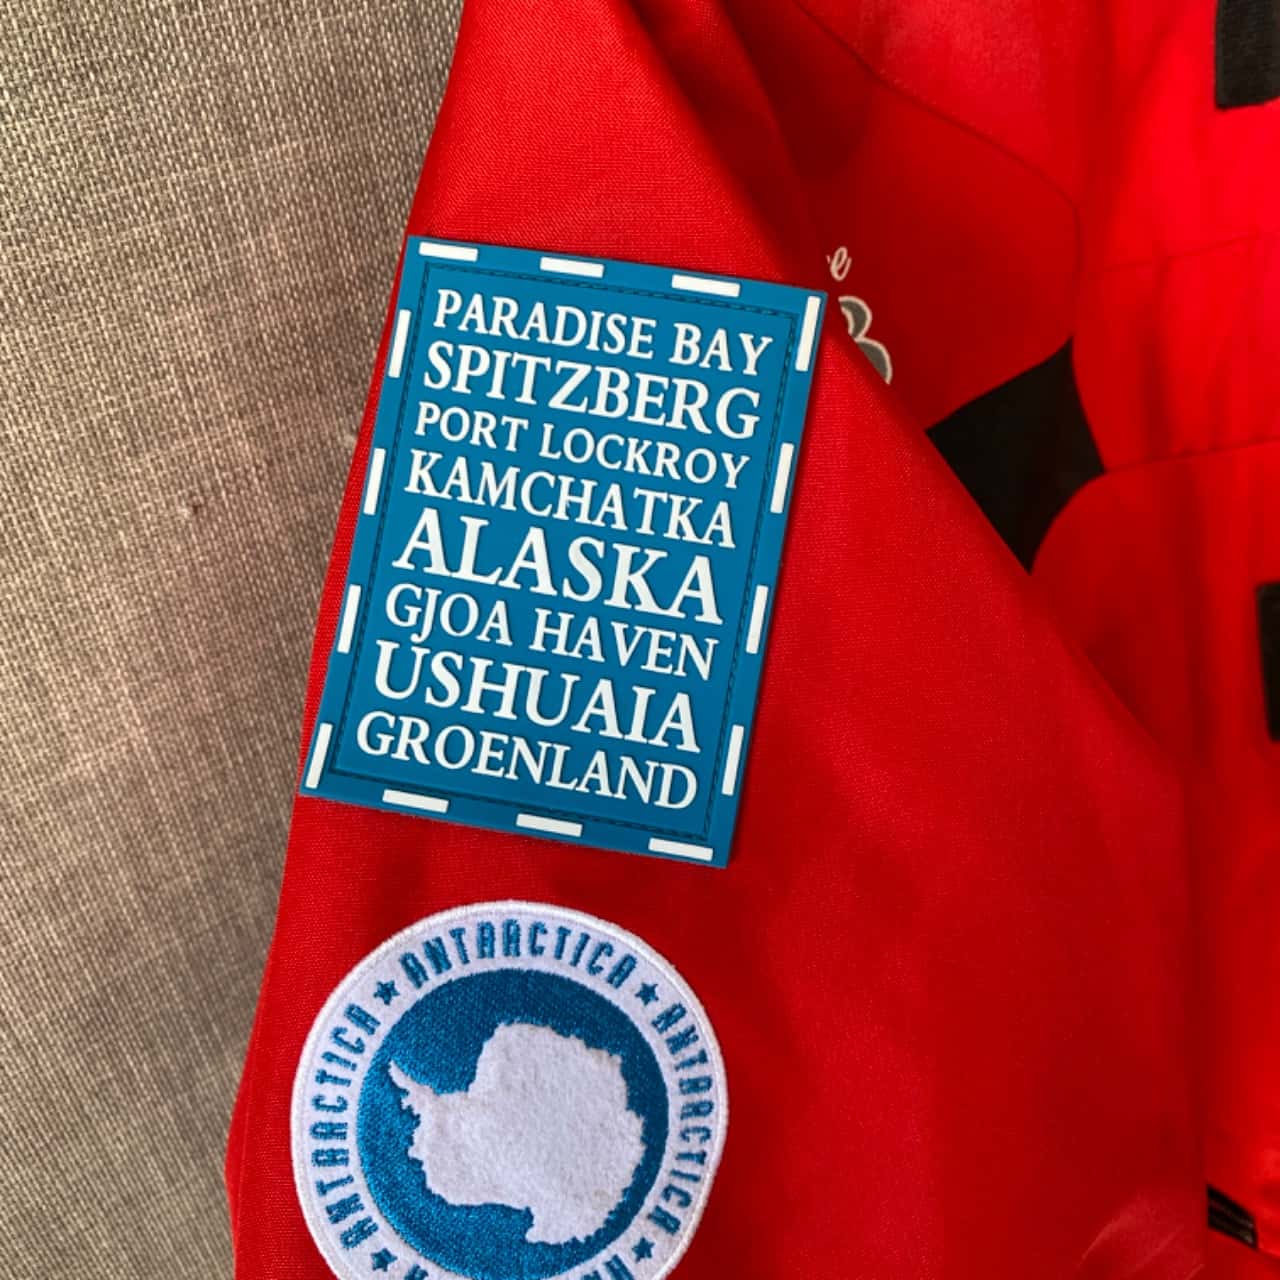 PARADISE BAY
SPITZBERG
PORT LOCKROY
KAMCHATKA
ALASKA
GJOA HAVEN
USHUAIA
GROENLAND
ANTARCTICA ★ ANTARCTICA ★ ANTARCTICA ★